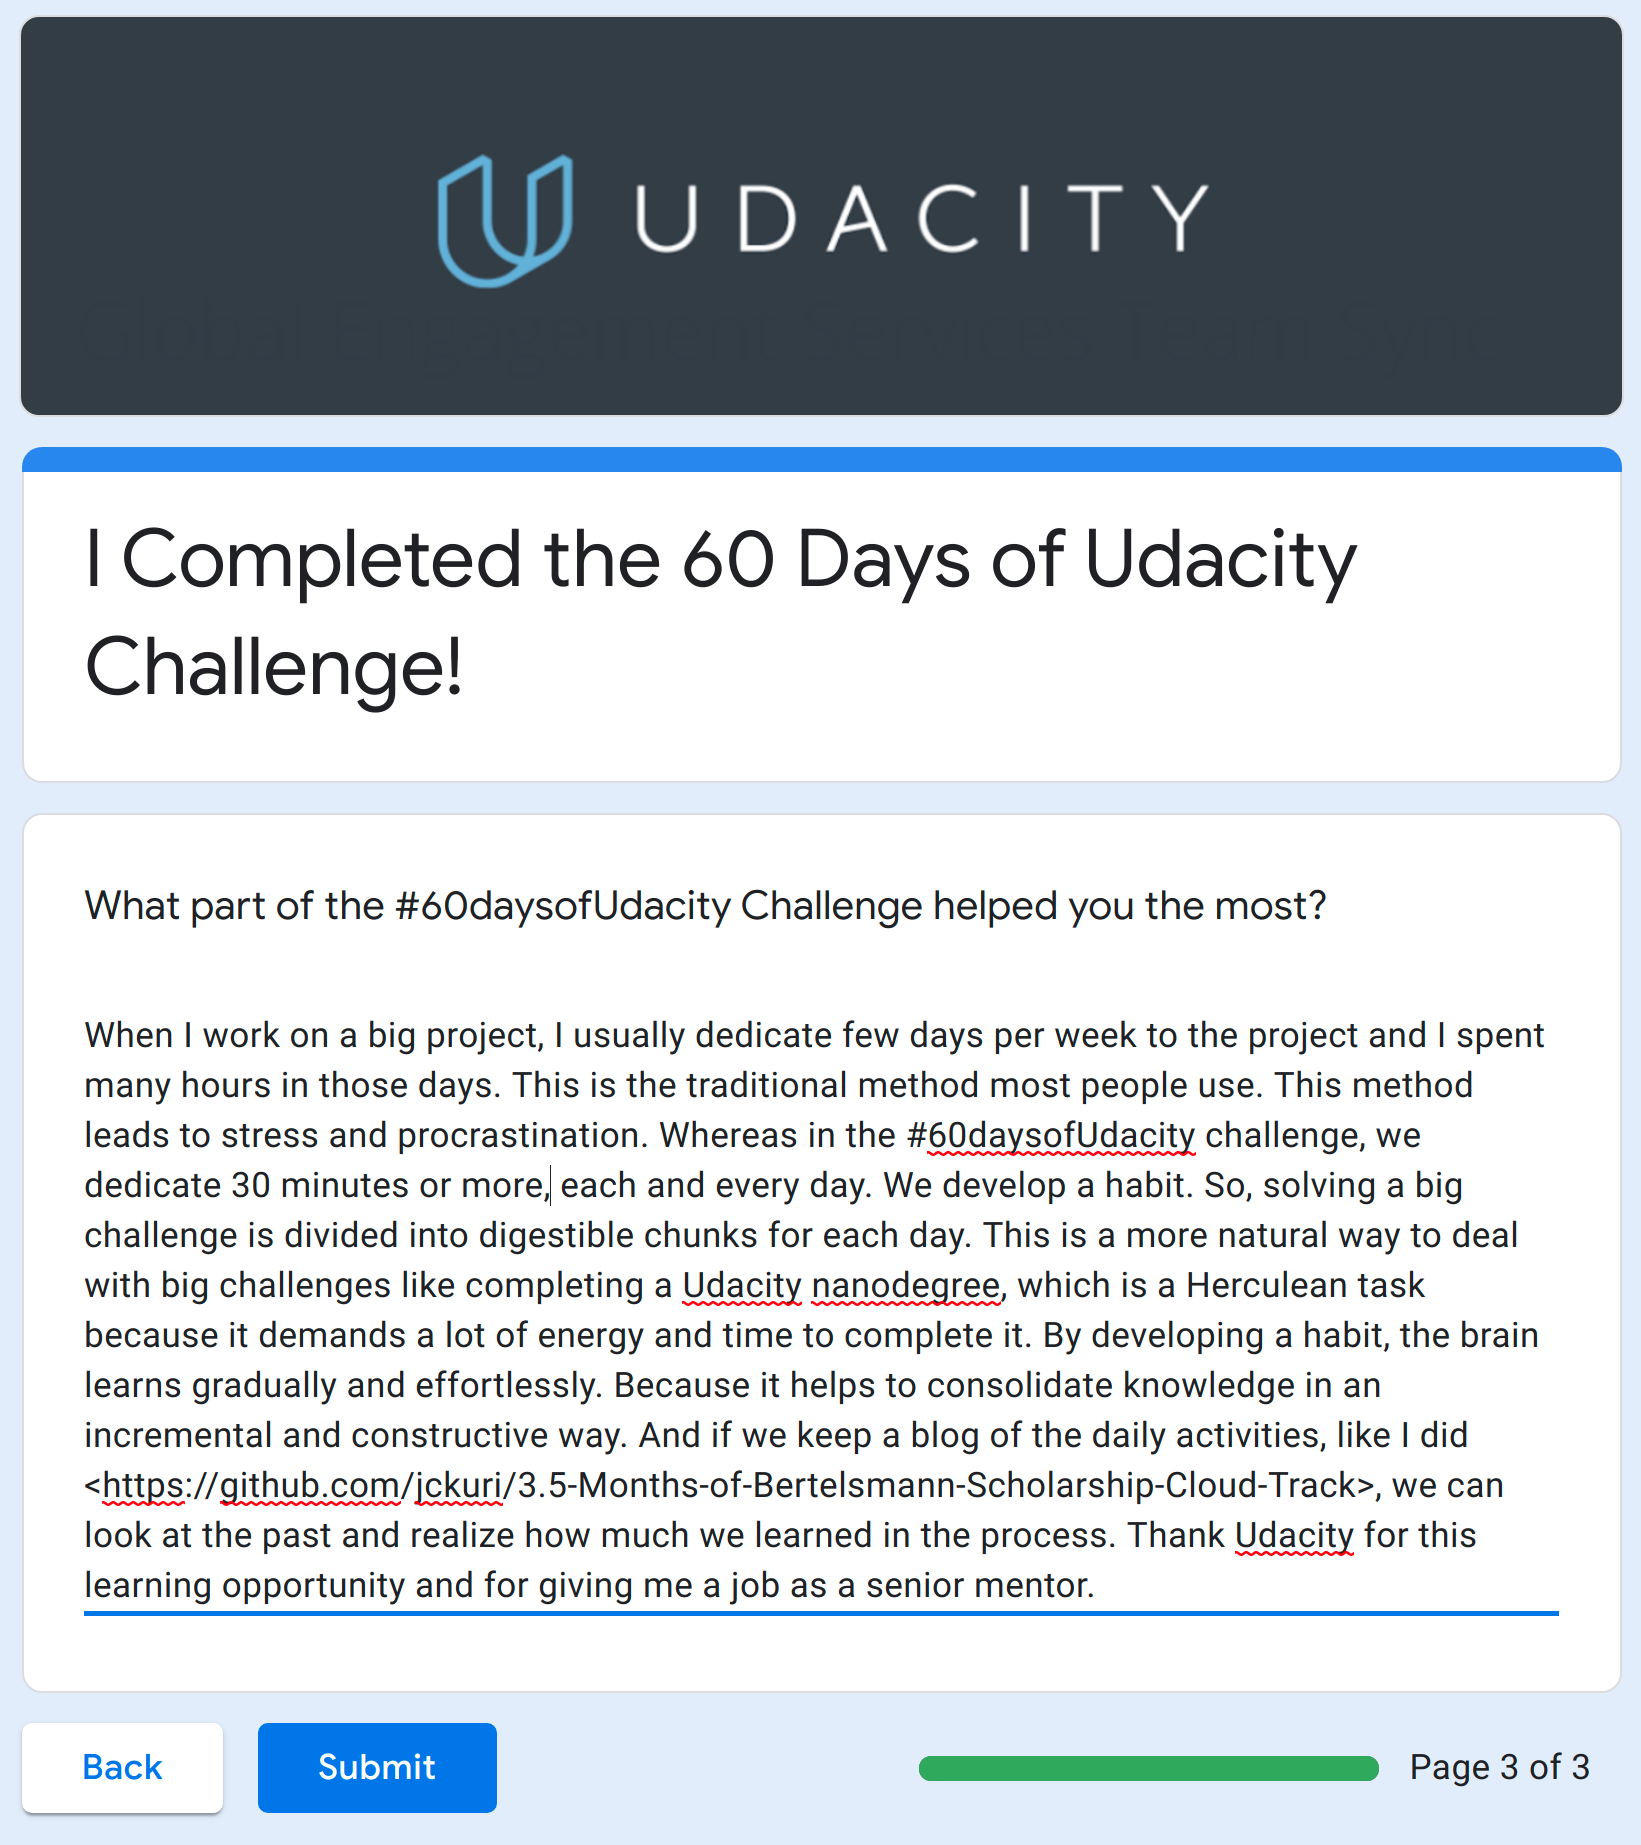 UDACITY
Global Engagement Services Team Sync
I Completed the 60 Days of Udacity
Challenge!
What part of the #60daysofUdacity Challenge helped you the most?
When I work on a big project, I usually dedicate few days per week to the project and I spent
many hours in those days. This is the traditional method most people use. This method
leads to stress and procrastination. Whereas in the #60daysofUdacity challenge, we
dedicate 30 minutes or more, each and every day. We develop a habit. So, solving a big
challenge is divided into digestible chunks for each day. This is a more natural way to deal
with big challenges like completing a Udacity nanodegree, which is a Herculean task
because it demands a lot of energy and time to complete it. By developing a habit, the brain
learns gradually and effortlessly. Because it helps to consolidate knowledge in an
incremental and constructive way. And if we keep a blog of the daily activities, like I did
<https://github.com/jckuri/3.5-Months-of-Bertelsmann-Scholarship-Cloud-Track>, we can
look at the past and realize how much we learned in the process. Thank Udacity for this
learning opportunity and for giving me a job as a senior mentor.
Back Submit Page 3 of 3